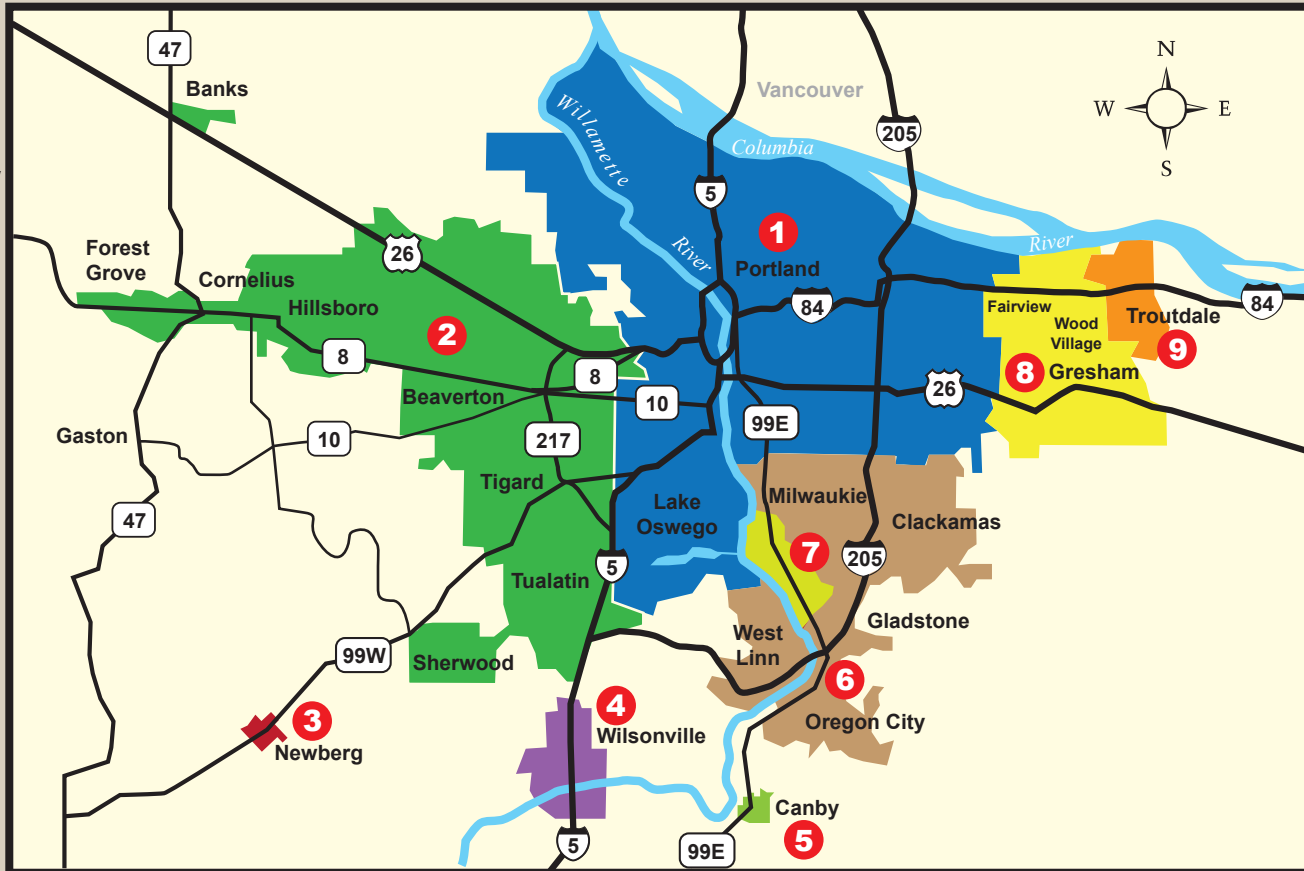 47
Banks
Vancouver
N
W
E
S
205
Willamette
Columbia
5
1
River
River
26
Portland
Forest
Grove
Cornelius
Hillsboro
84
84
Fairview
Wood
Village
Troutdale
2
8
9
8
Gresham
8
Beaverton
10
26
99E
Gaston
10
217
Tigard
Milwaukie
Lake
Oswego
Clackamas
47
7
205
5
Tualatin
Gladstone
West
Linn
99W
Sherwood
6
3
4
Oregon City
Newberg
Wilsonville
Canby
5
5
99E